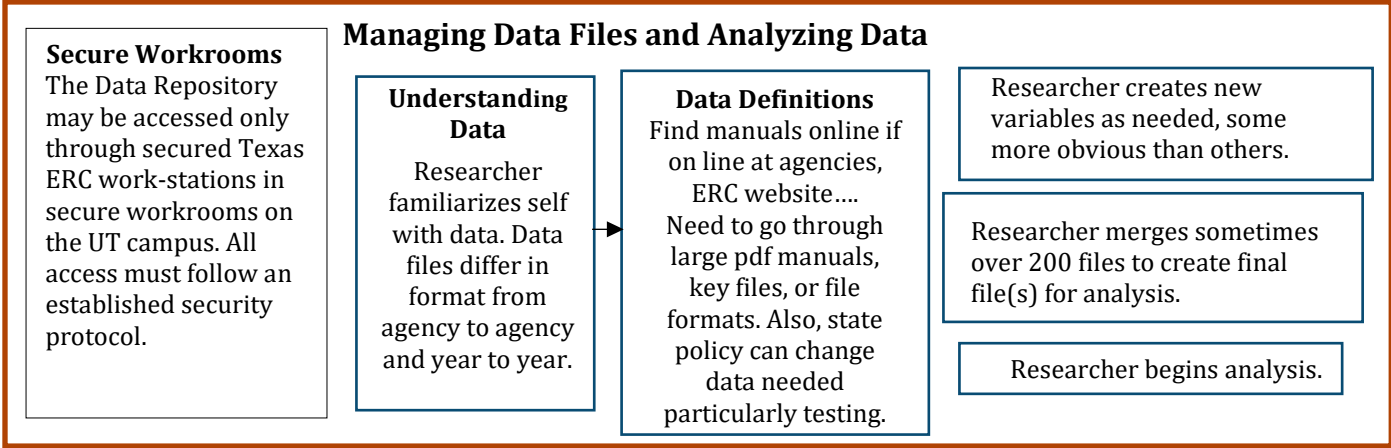 Managing Data Files and Analyzing Data
Secure Workrooms
The Data Repository
may be accessed only
through secured Texas
ERC work-stations in
secure workrooms on
the UT campus. All
access must follow an
established security
protocol.
Understanding
Data
Researcher
familiarizes self
with data. Data
files differ in
format from
agency to agency
and year to year.
Data Definitions
Find manuals online if
on line at agencies,
ERC website….
Need to go through
large pdf manuals,
key files, or file
formats. Also, state
policy can change
data needed
particularly testing.
Researcher creates new
variables as needed, some
more obvious than others.
Researcher merges sometimes
over 200 files to create final
file(s) for analysis.
Researcher begins analysis.